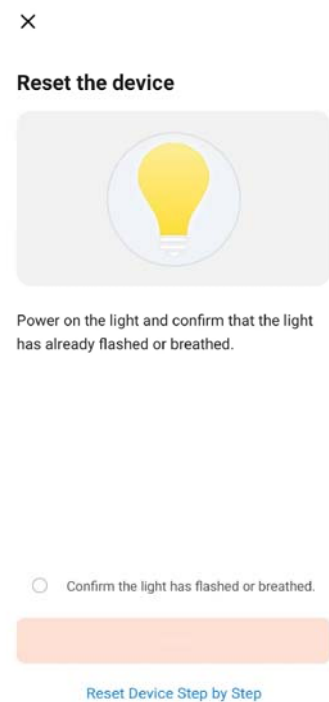 Reset the device
Power on the light and confirm that the light
has already flashed or breathed.
Confirm the light has flashed or breathed.
Reset Device Step by Step